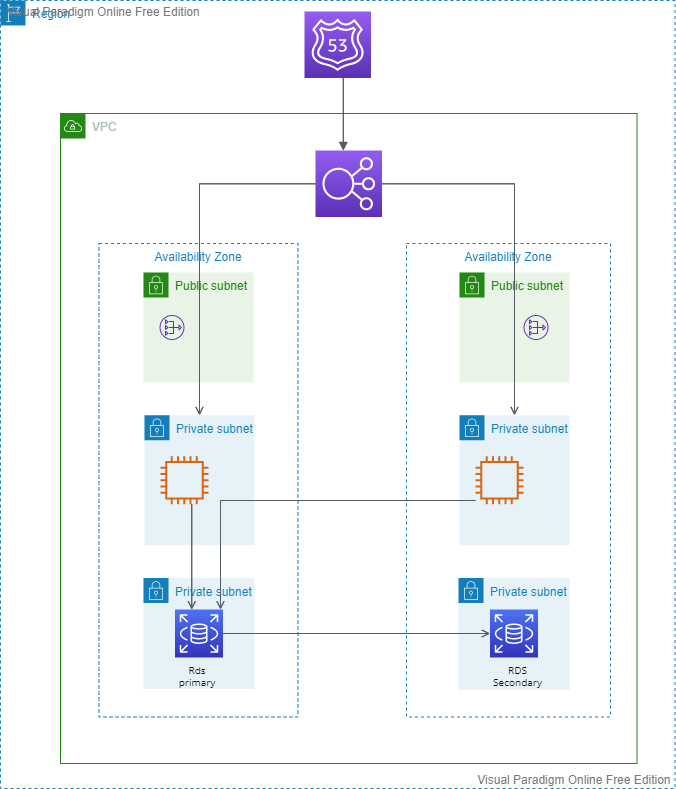 Visual Paradigm Online Free Edition
Region
53
VPC
Availability Zone
Availability Zone
Public subnet
Public subnet
Private subnet
Private subnet
Private subnet
Private subnet
Rds
primary
RDS
Secondary
Visual Paradigm Online Free Edition